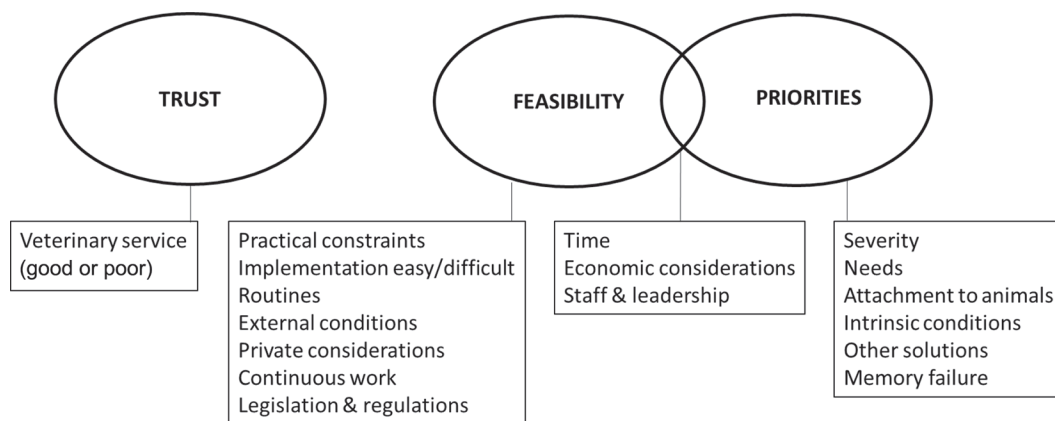 TRUST
FEASIBILITY
PRIORITIES
Veterinary service
(good or poor)
Practical constraints
Implementation easy/difficult
Routines
External conditions
Private considerations
Continuous work
Legislation & regulations
Time
Economic considerations
Staff & leadership
Severity
Needs
Attachment to animals
Intrinsic conditions
Other solutions
Memory failure